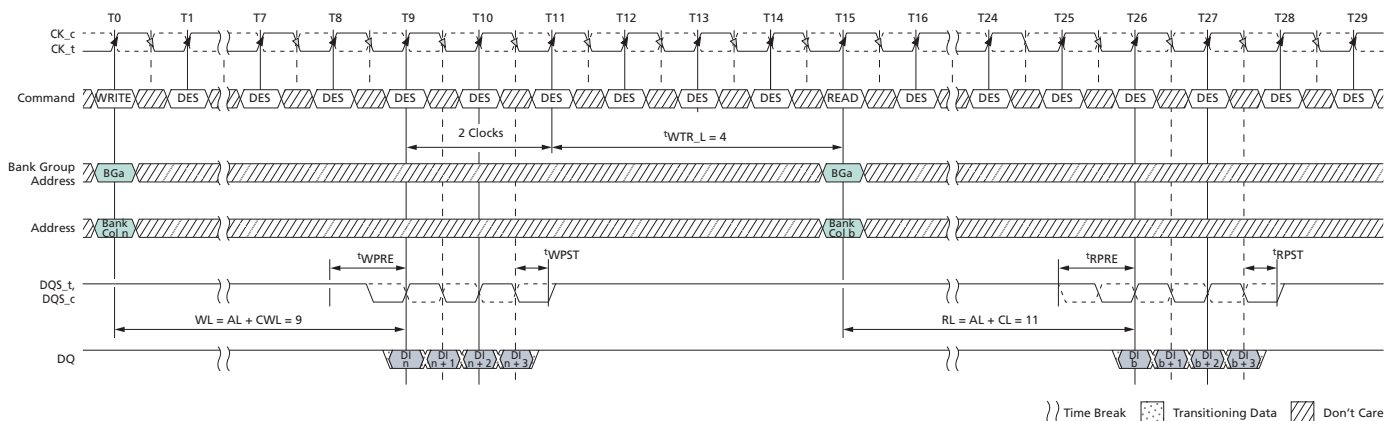 T0 T1 T7 T8 T9 T10 T11 T12 T13 T14 T15 T16 T24 T25 T26 T27 T28 T29
CK_c
CK_t
Command WRITE DES DES DES DES DES DES DES DES DES READ DES DES DES DES DES DES DES
2 Clocks tWTR_L = 4
Bank Group
Address BGa BGa
Address Bank
Col n Bank
Col b
tWPRE tWPST tRPRE tRPST
DQS_t,
DQS_c
WL = AL + CWL = 9 RL = AL + CL = 11
DQ DI
n DI
n + 1 DI
n + 2 DI
n + 3 DI
b DI
b + 1 DI
b + 2 DI
b + 3
Time Break Transitioning Data Don't Care